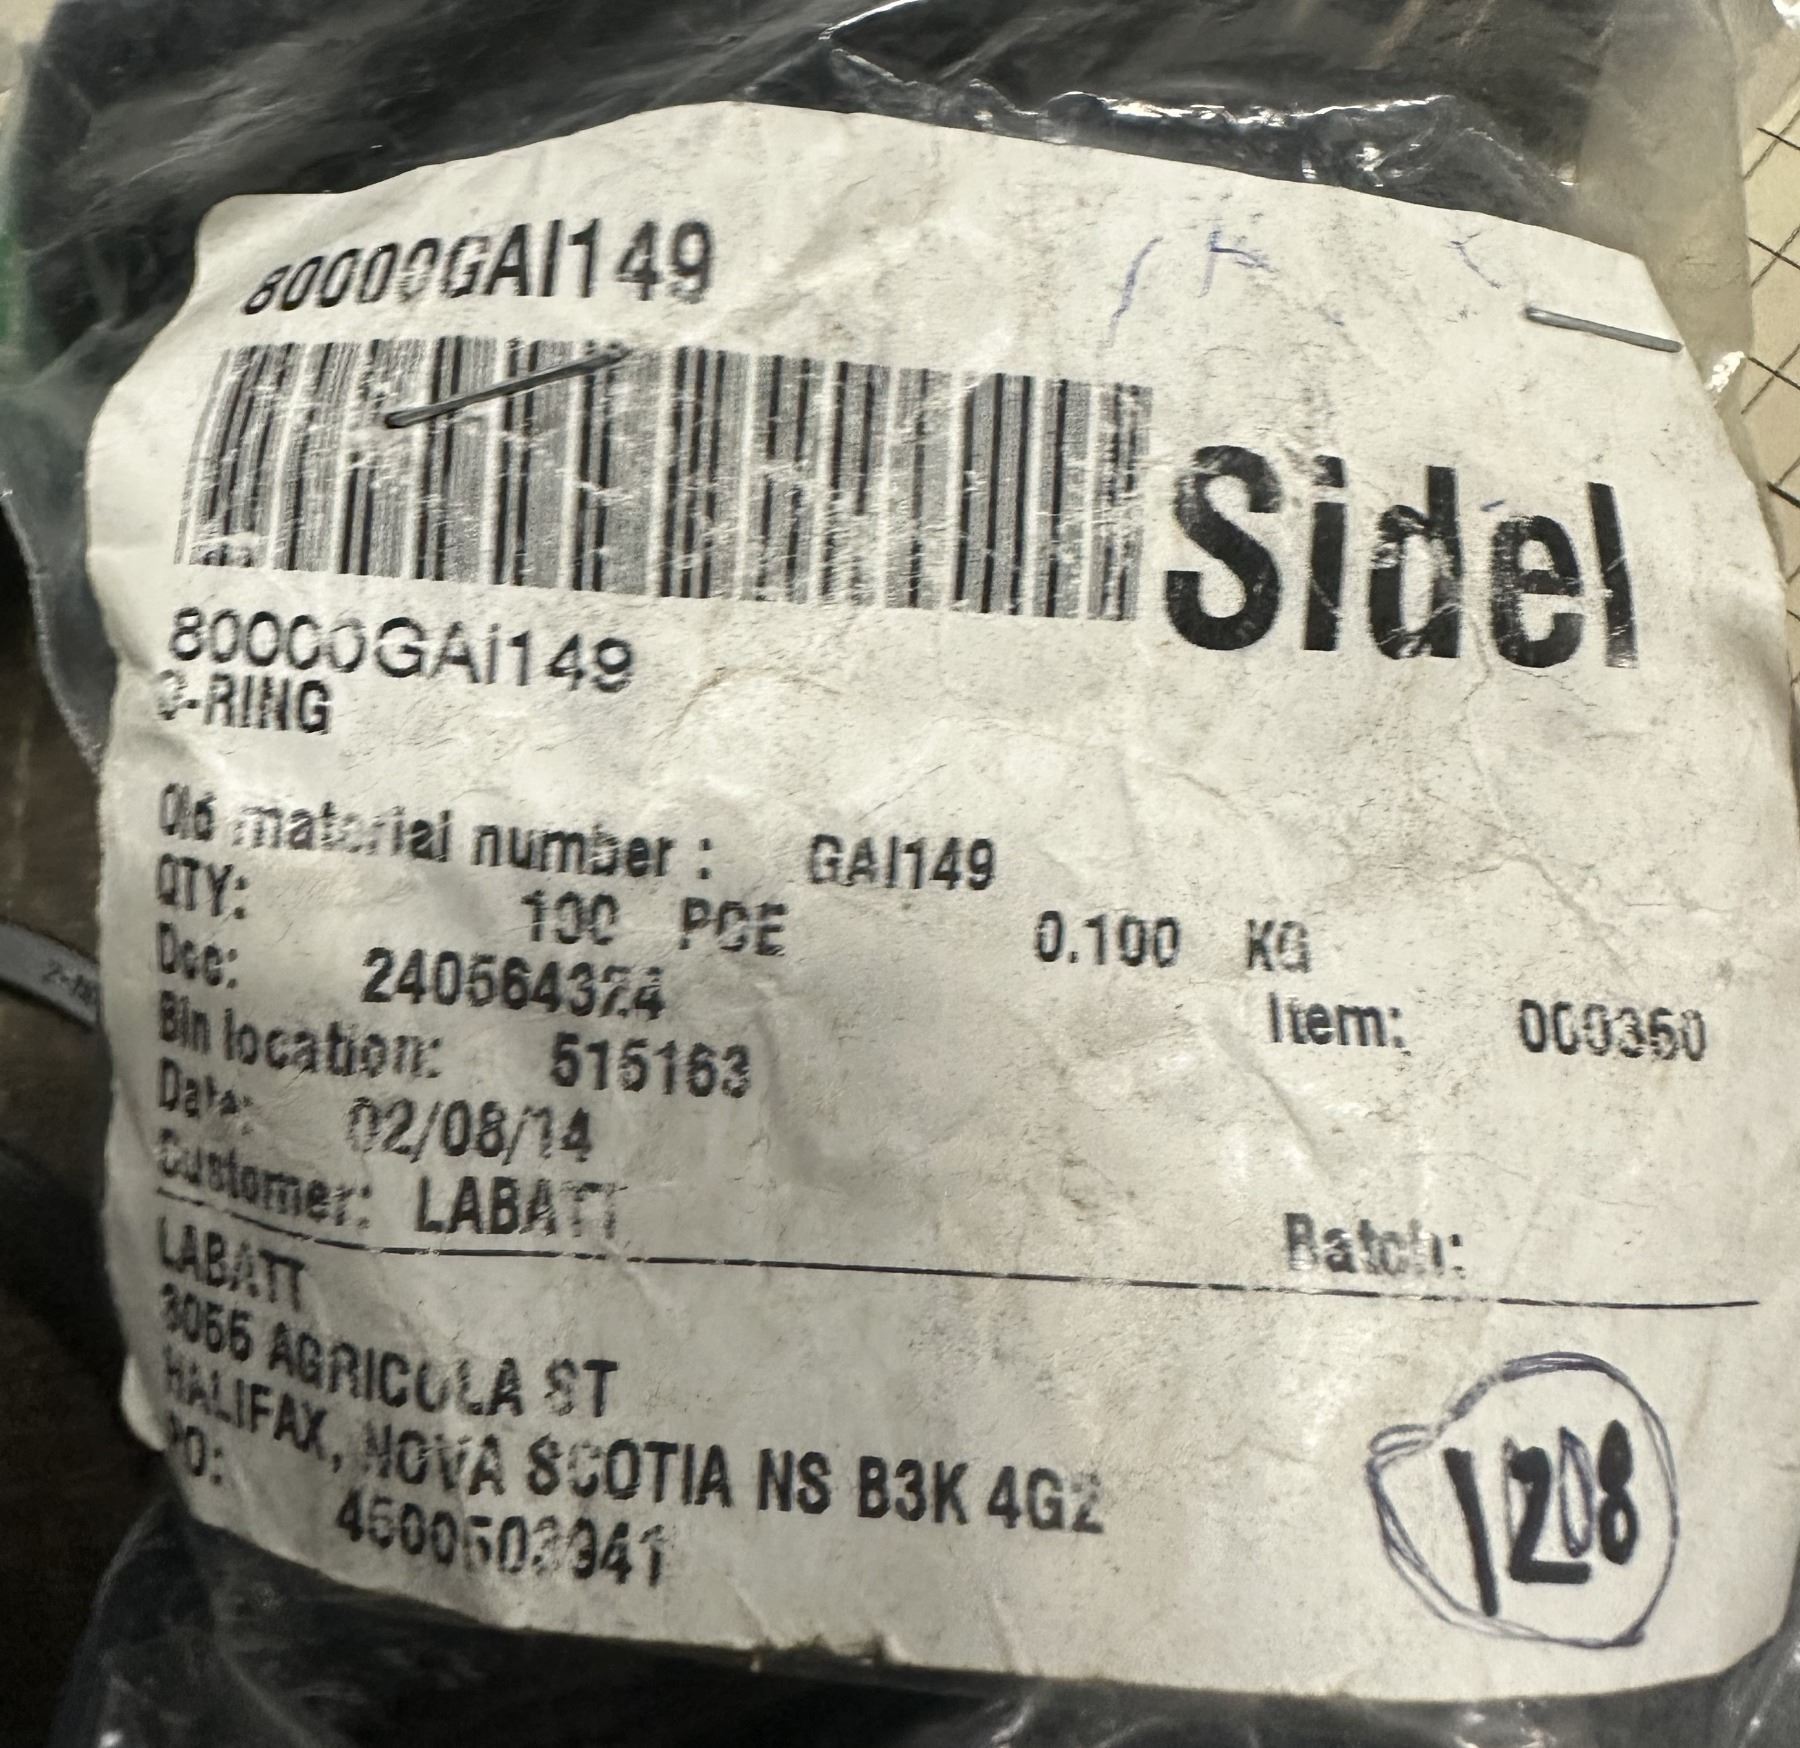 80000GAI149
Sidel
80000GAI149
O-RING
Old material number : GAI149
QTY: 100 PCE 0.100 KG
Doc: 240564324 Item: 000350
Bin location: 515163
Date: 02/08/14
Customer: LABATT Batch:
LABATT
3055 AGRICOLA ST
HALIFAX, NOVA SCOTIA NS B3K 4G2
PO: 4500503941
1208